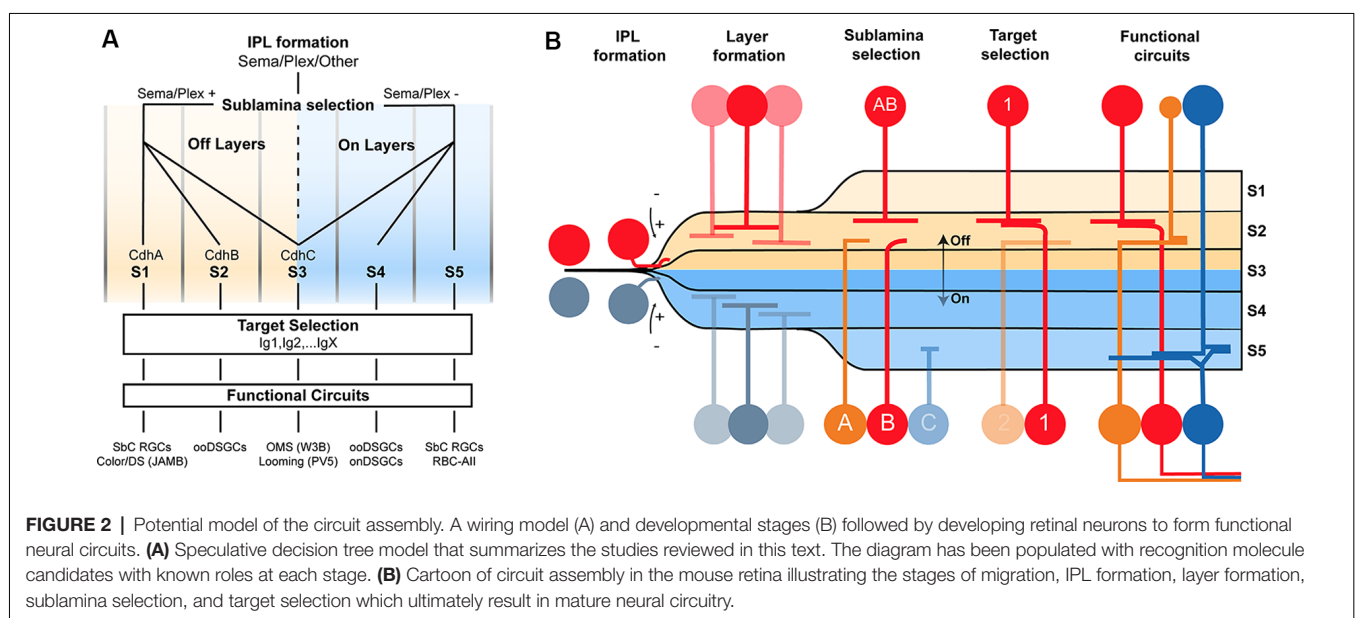 A
IPL formation
Sema/Plex/Other
Sema/Plex +
Sublamina selection
Sema/Plex -
Off Layers
On Layers
CdhA
CdhB
CdhC
S1
S2
S3
S4
S5
Target Selection
Ig1,Ig2,...IgX
Functional Circuits
SbC RGCs
Color/DS (JAMB)
ooDSGCs
OMS (W3B)
Looming (PV5)
ooDSGCs
onDSGCs
SbC RGCs
RBC-AII
B
IPL
formation
Layer
formation
Sublamina
selection
Target
selection
Functional
circuits
AB
1
-
+
+
-
Off
On
S1
S2
S3
S4
S5
A
B
C
2
1
FIGURE 2 | Potential model of the circuit assembly. A wiring model (A) and developmental stages (B) followed by developing retinal neurons to form functional
neural circuits. (A) Speculative decision tree model that summarizes the studies reviewed in this text. The diagram has been populated with recognition molecule
candidates with known roles at each stage. (B) Cartoon of circuit assembly in the mouse retina illustrating the stages of migration, IPL formation, layer formation,
sublamina selection, and target selection which ultimately result in mature neural circuitry.